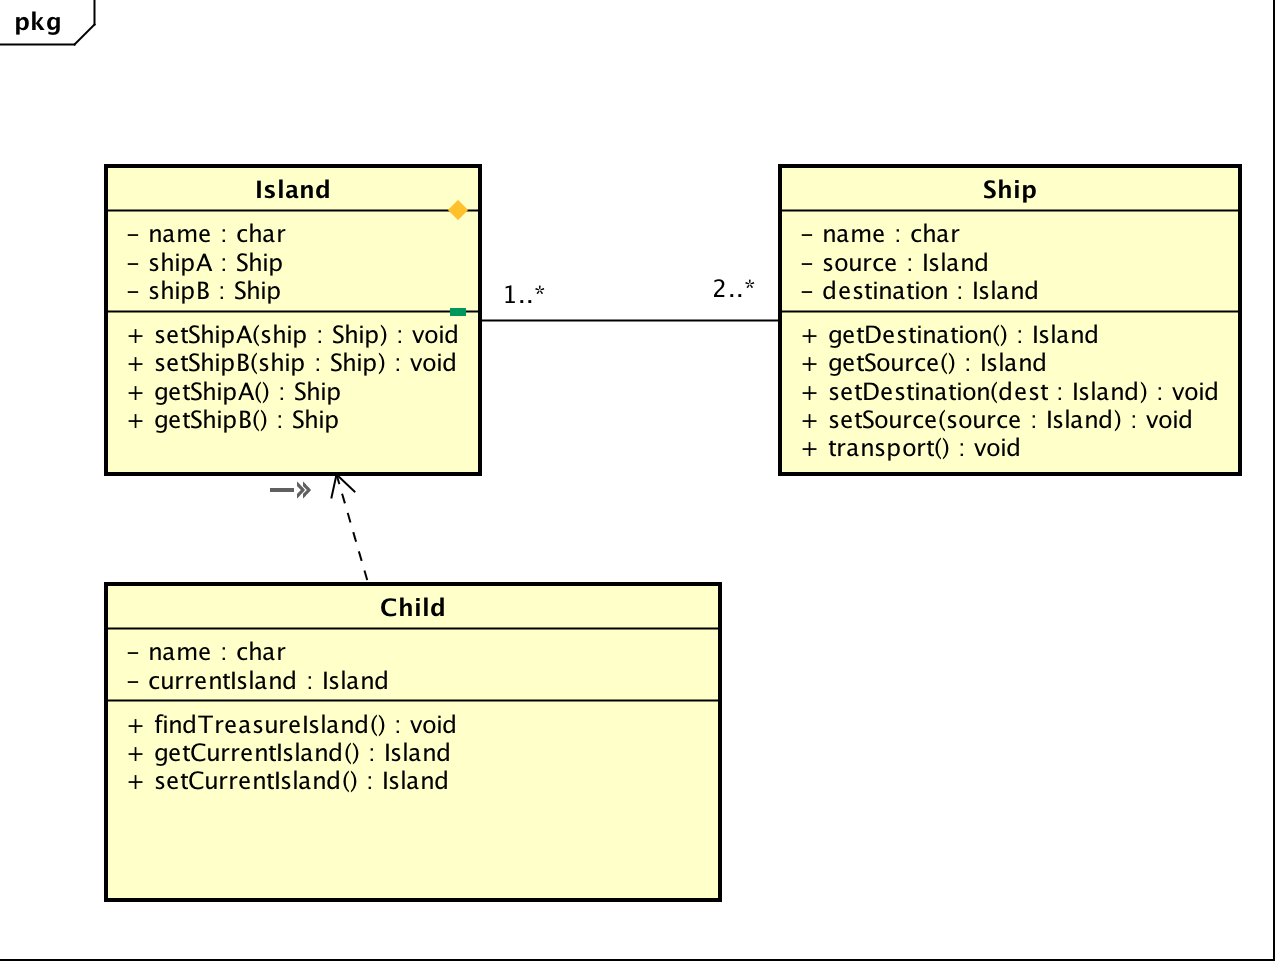 pkg
Island
- name : char
- shipA : Ship
- shipB : Ship
+ setShipA(ship : Ship) : void
+ setShipB(ship : Ship) : void
+ getShipA() : Ship
+ getShipB() : Ship
1..*
2..*
Ship
- name : char
- source : Island
- destination : Island
+ getDestination() : Island
+ getSource() : Island
+ setDestination(dest : Island) : void
+ setSource(source : Island) : void
+ transport() : void
Child
- name : char
- currentIsland : Island
+ findTreasureIsland() : void
+ getCurrentIsland() : Island
+ setCurrentIsland() : Island